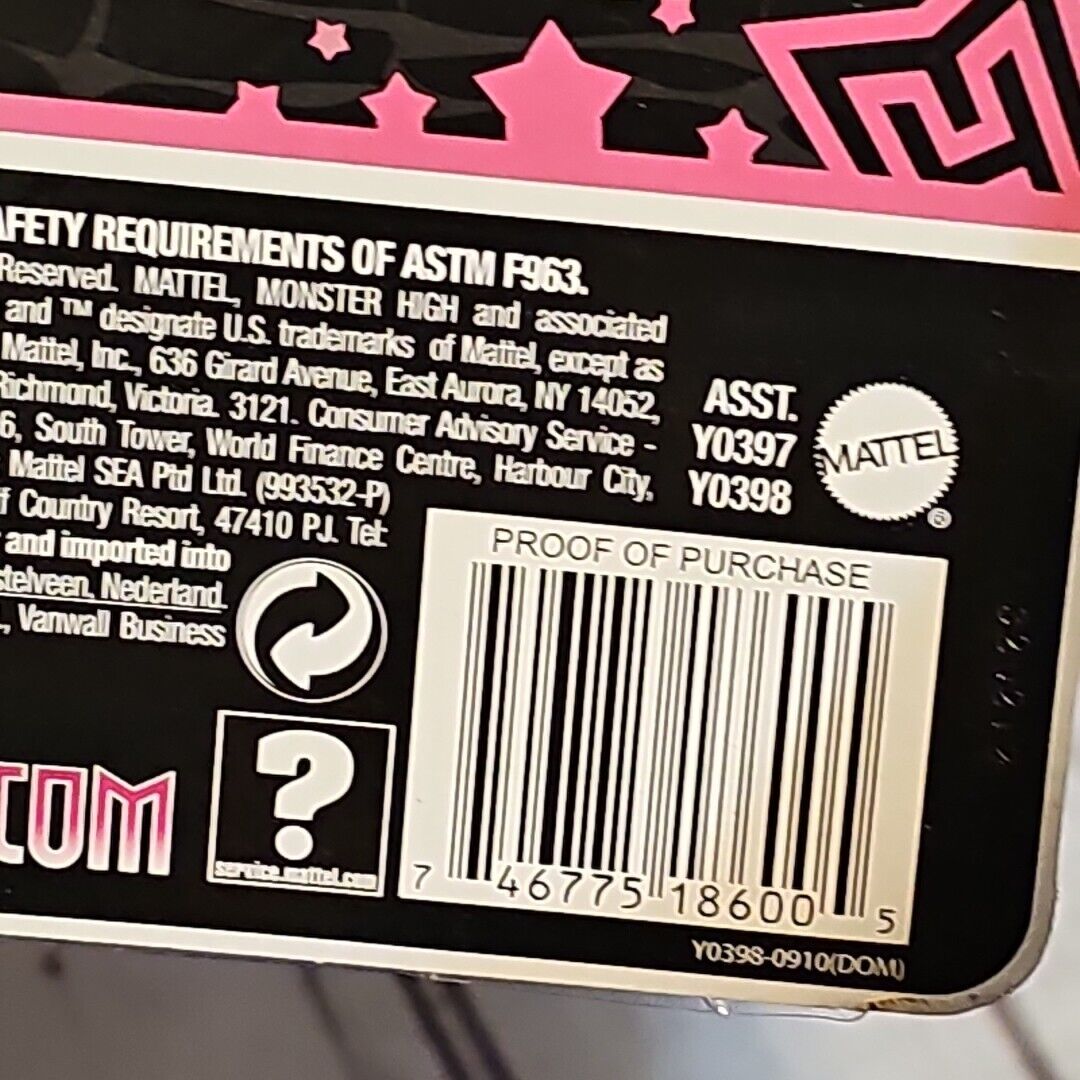 AFETY REQUIREMENTS OF ASTM F963.
Reserved. MATTEL, MONSTER HIGH and associated
and ™ designate U.S. trademarks of Mattel, except as
Mattel, Inc., 636 Girard Avenue, East Aurora, NY 14052,
Richmond, Victoria. 3121. Consumer Advisory Service -
6, South Tower, World Finance Centre, Harbour City,
Mattel SEA Ptd Ltd. (993532-P)
f Country Resort, 47410 PJ. Tel:
and imported into
stelveen, Nederland.
., Vanwall Business
ASST.
Y0397
Y0398
MATTEL
®
PROOF OF PURCHASE
7 46775 18600 5
Y0398-0910(DOM)
?
service.mattel.com
COM